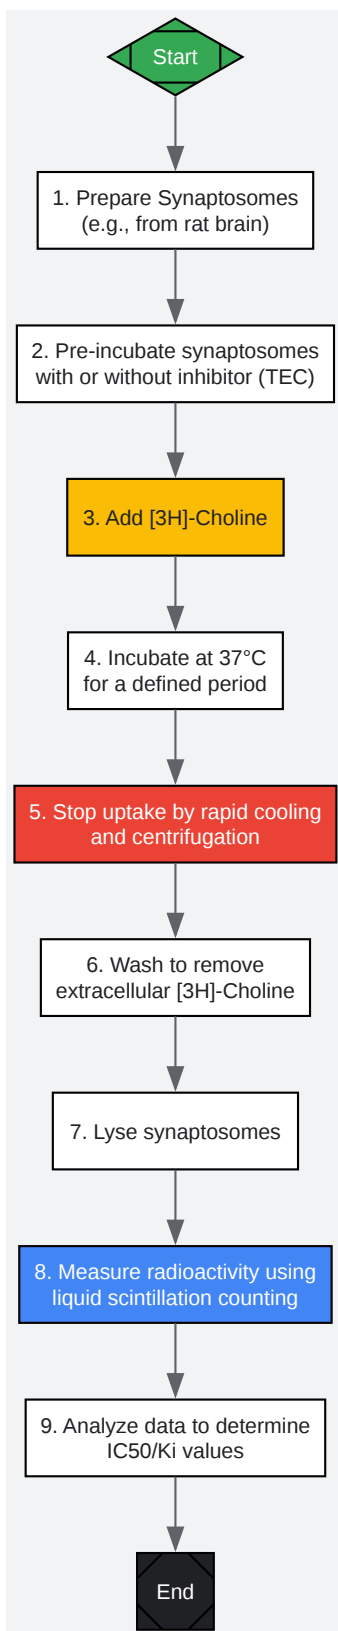 Start
1. Prepare Synaptosomes
(e.g., from rat brain)
2. Pre-incubate synaptosomes
with or without inhibitor (TEC)
3. Add [3H]-Choline
4. Incubate at 37°C
for a defined period
5. Stop uptake by rapid cooling
and centrifugation
6. Wash to remove
extracellular [3H]-Choline
7. Lyse synaptosomes
8. Measure radioactivity using
liquid scintillation counting
9. Analyze data to determine
IC50/Ki values
End